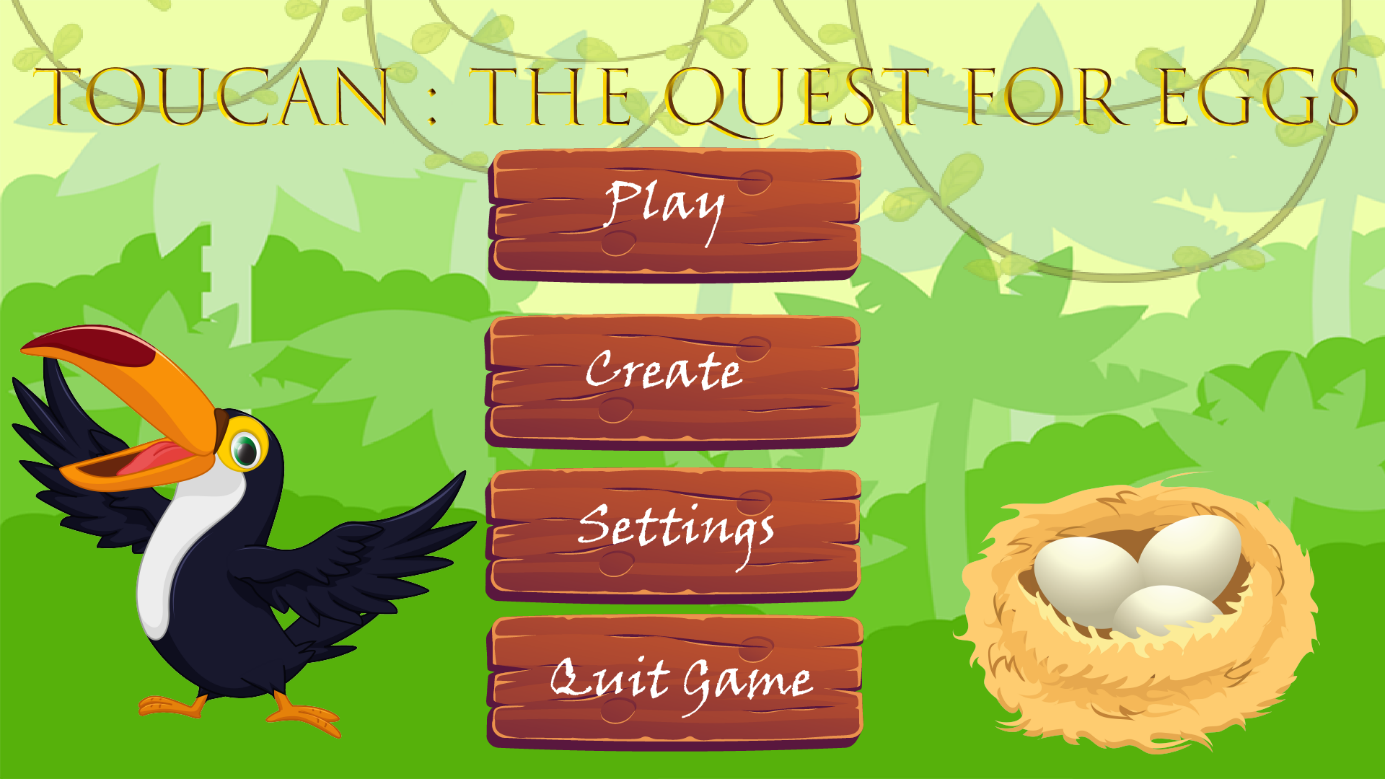 TOUCAN : THE QUEST FOR EGGS
Play
Create
Settings
Quit Game